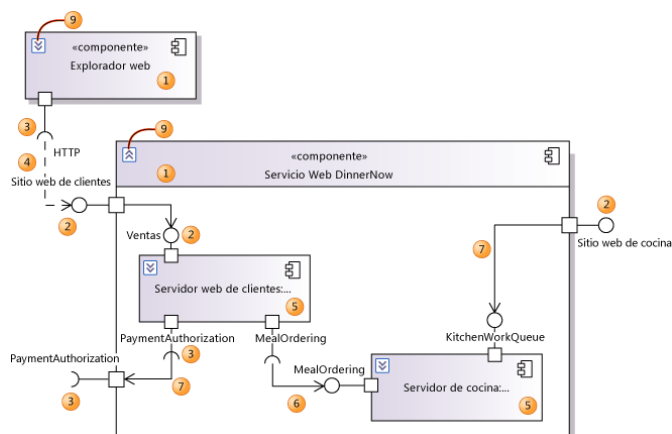 9
«componente»
Explorador web
1
3
HTTP
4
9
«componente»
1
Servicio Web DinnerNow
Sitio web de clientes
2
2
Ventas
2
Sitio web de cocina
7
Servidor web de clientes:...
5
PaymentAuthorization
MealOrdering
KitchenWorkQueue
3
PaymentAuthorization
MealOrdering
7
3
6
Servidor de cocina:...
5